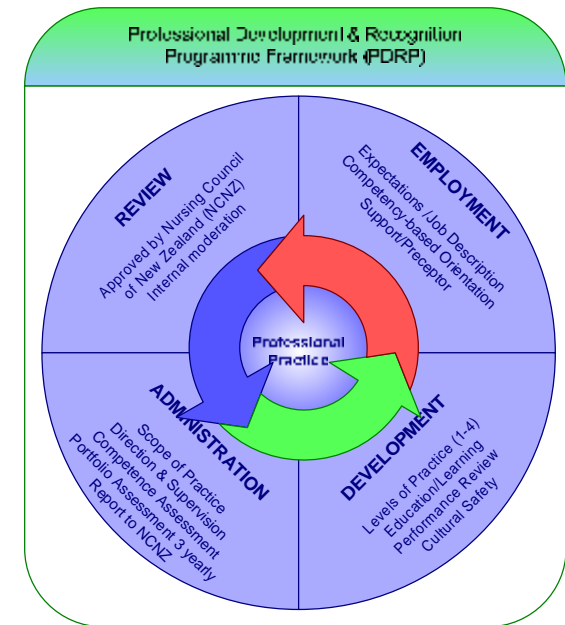 Professional Development & Recognition
Programme Framework (PDRP)
REVIEW
Approved by Nursing Council
of New Zealand (NCNZ)
Internal moderation
EMPLOYMENT
Expectations /Job Description
Competency-based Orientation
Support/Preceptor
Professional
Practice
ADMINISTRATION
Scope of Practice
Direction & Supervision
Competence Assessment
Portfolio Assessment 3 yearly
Report to NCNZ
DEVELOPMENT
Levels of Practice (1-4)
Education/Learning
Performance Review
Cultural Safety